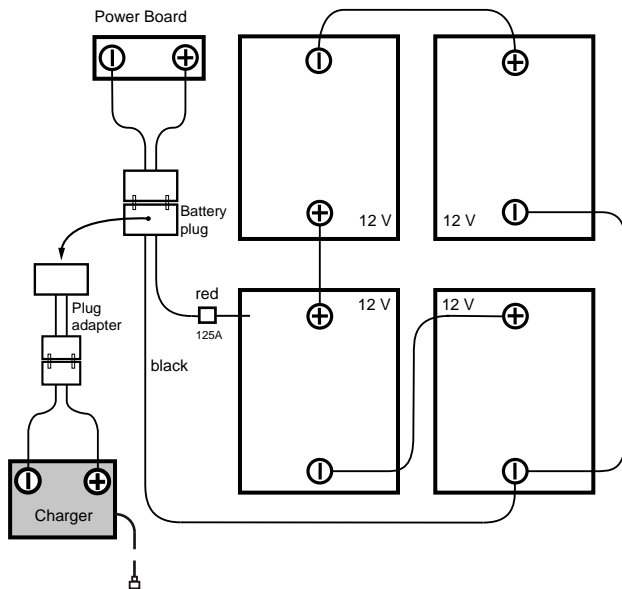 Power Board
12 V
12 V
Battery
plug
red
125A
12 V
12 V
Plug
adapter
black
Charger